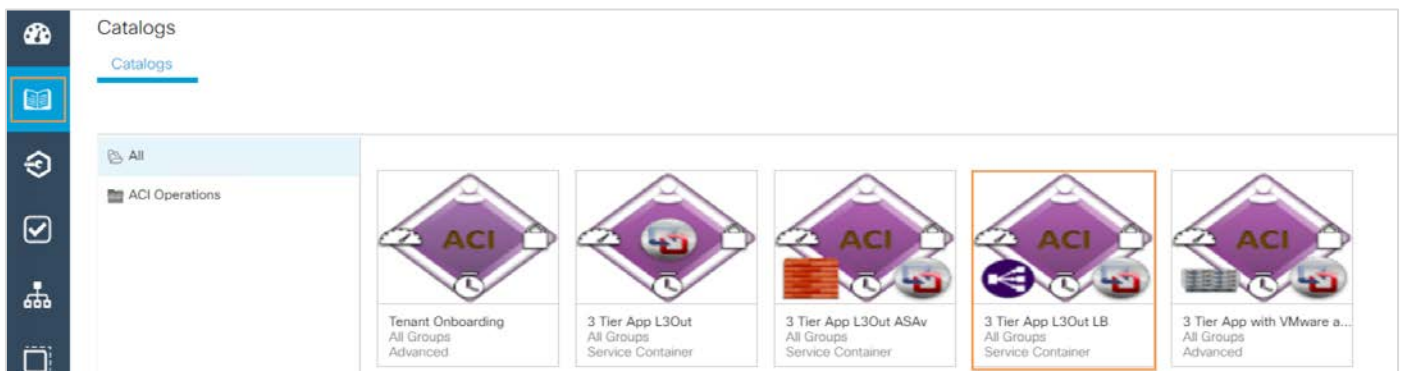 Catalogs
Catalogs
All
ACI Operations
ACI
ACI
ACI
ACI
Tenant Onboarding
All Groups
Advanced
3 Tier App L3Out
All Groups
Service Container
3 Tier App L3Out ASAv
All Groups
Service Container
3 Tier App L3Out LB
All Groups
Service Container
3 Tier App with VMware a...
All Groups
Advanced